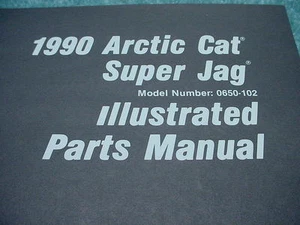 1990 Arctic Cat®
Super Jag®
Model Number: 0650-102
Illustrated
Parts Manual